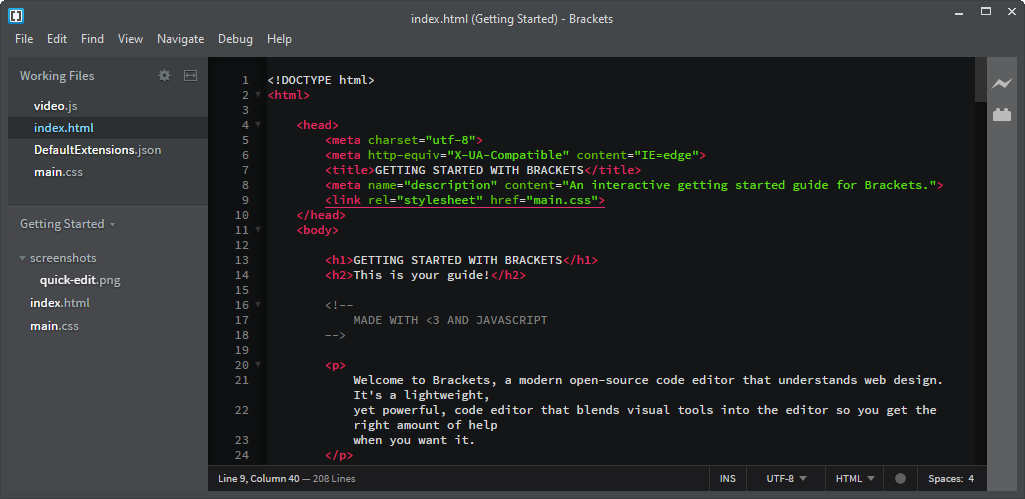 index.html (Getting Started) - Brackets
File Edit Find View Navigate Debug Help
Working Files
video.js
index.html
DefaultExtensions.json
main.css
Getting Started
screenshots
quick-edit.png
index.html
main.css
1 <!DOCTYPE html>
2 <html>
3
4 <head>
5 <meta charset="utf-8">
6 <meta http-equiv="X-UA-Compatible" content="IE=edge">
7 <title>GETTING STARTED WITH BRACKETS</title>
8 <meta name="description" content="An interactive getting started guide for Brackets.">
9 <link rel="stylesheet" href="main.css">
10 </head>
11 <body>
12
13 <h1>GETTING STARTED WITH BRACKETS</h1>
14 <h2>This is your guide!</h2>
15
16 <!--
17 MADE WITH <3 AND JAVASCRIPT
18 -->
19
20 <p>
21 Welcome to Brackets, a modern open-source code editor that understands web design.
It's a lightweight,
22 yet powerful, code editor that blends visual tools into the editor so you get the
right amount of help
23 when you want it.
24 </p>
Line 9, Column 40 — 208 Lines
INS UTF-8 HTML Spaces: 4